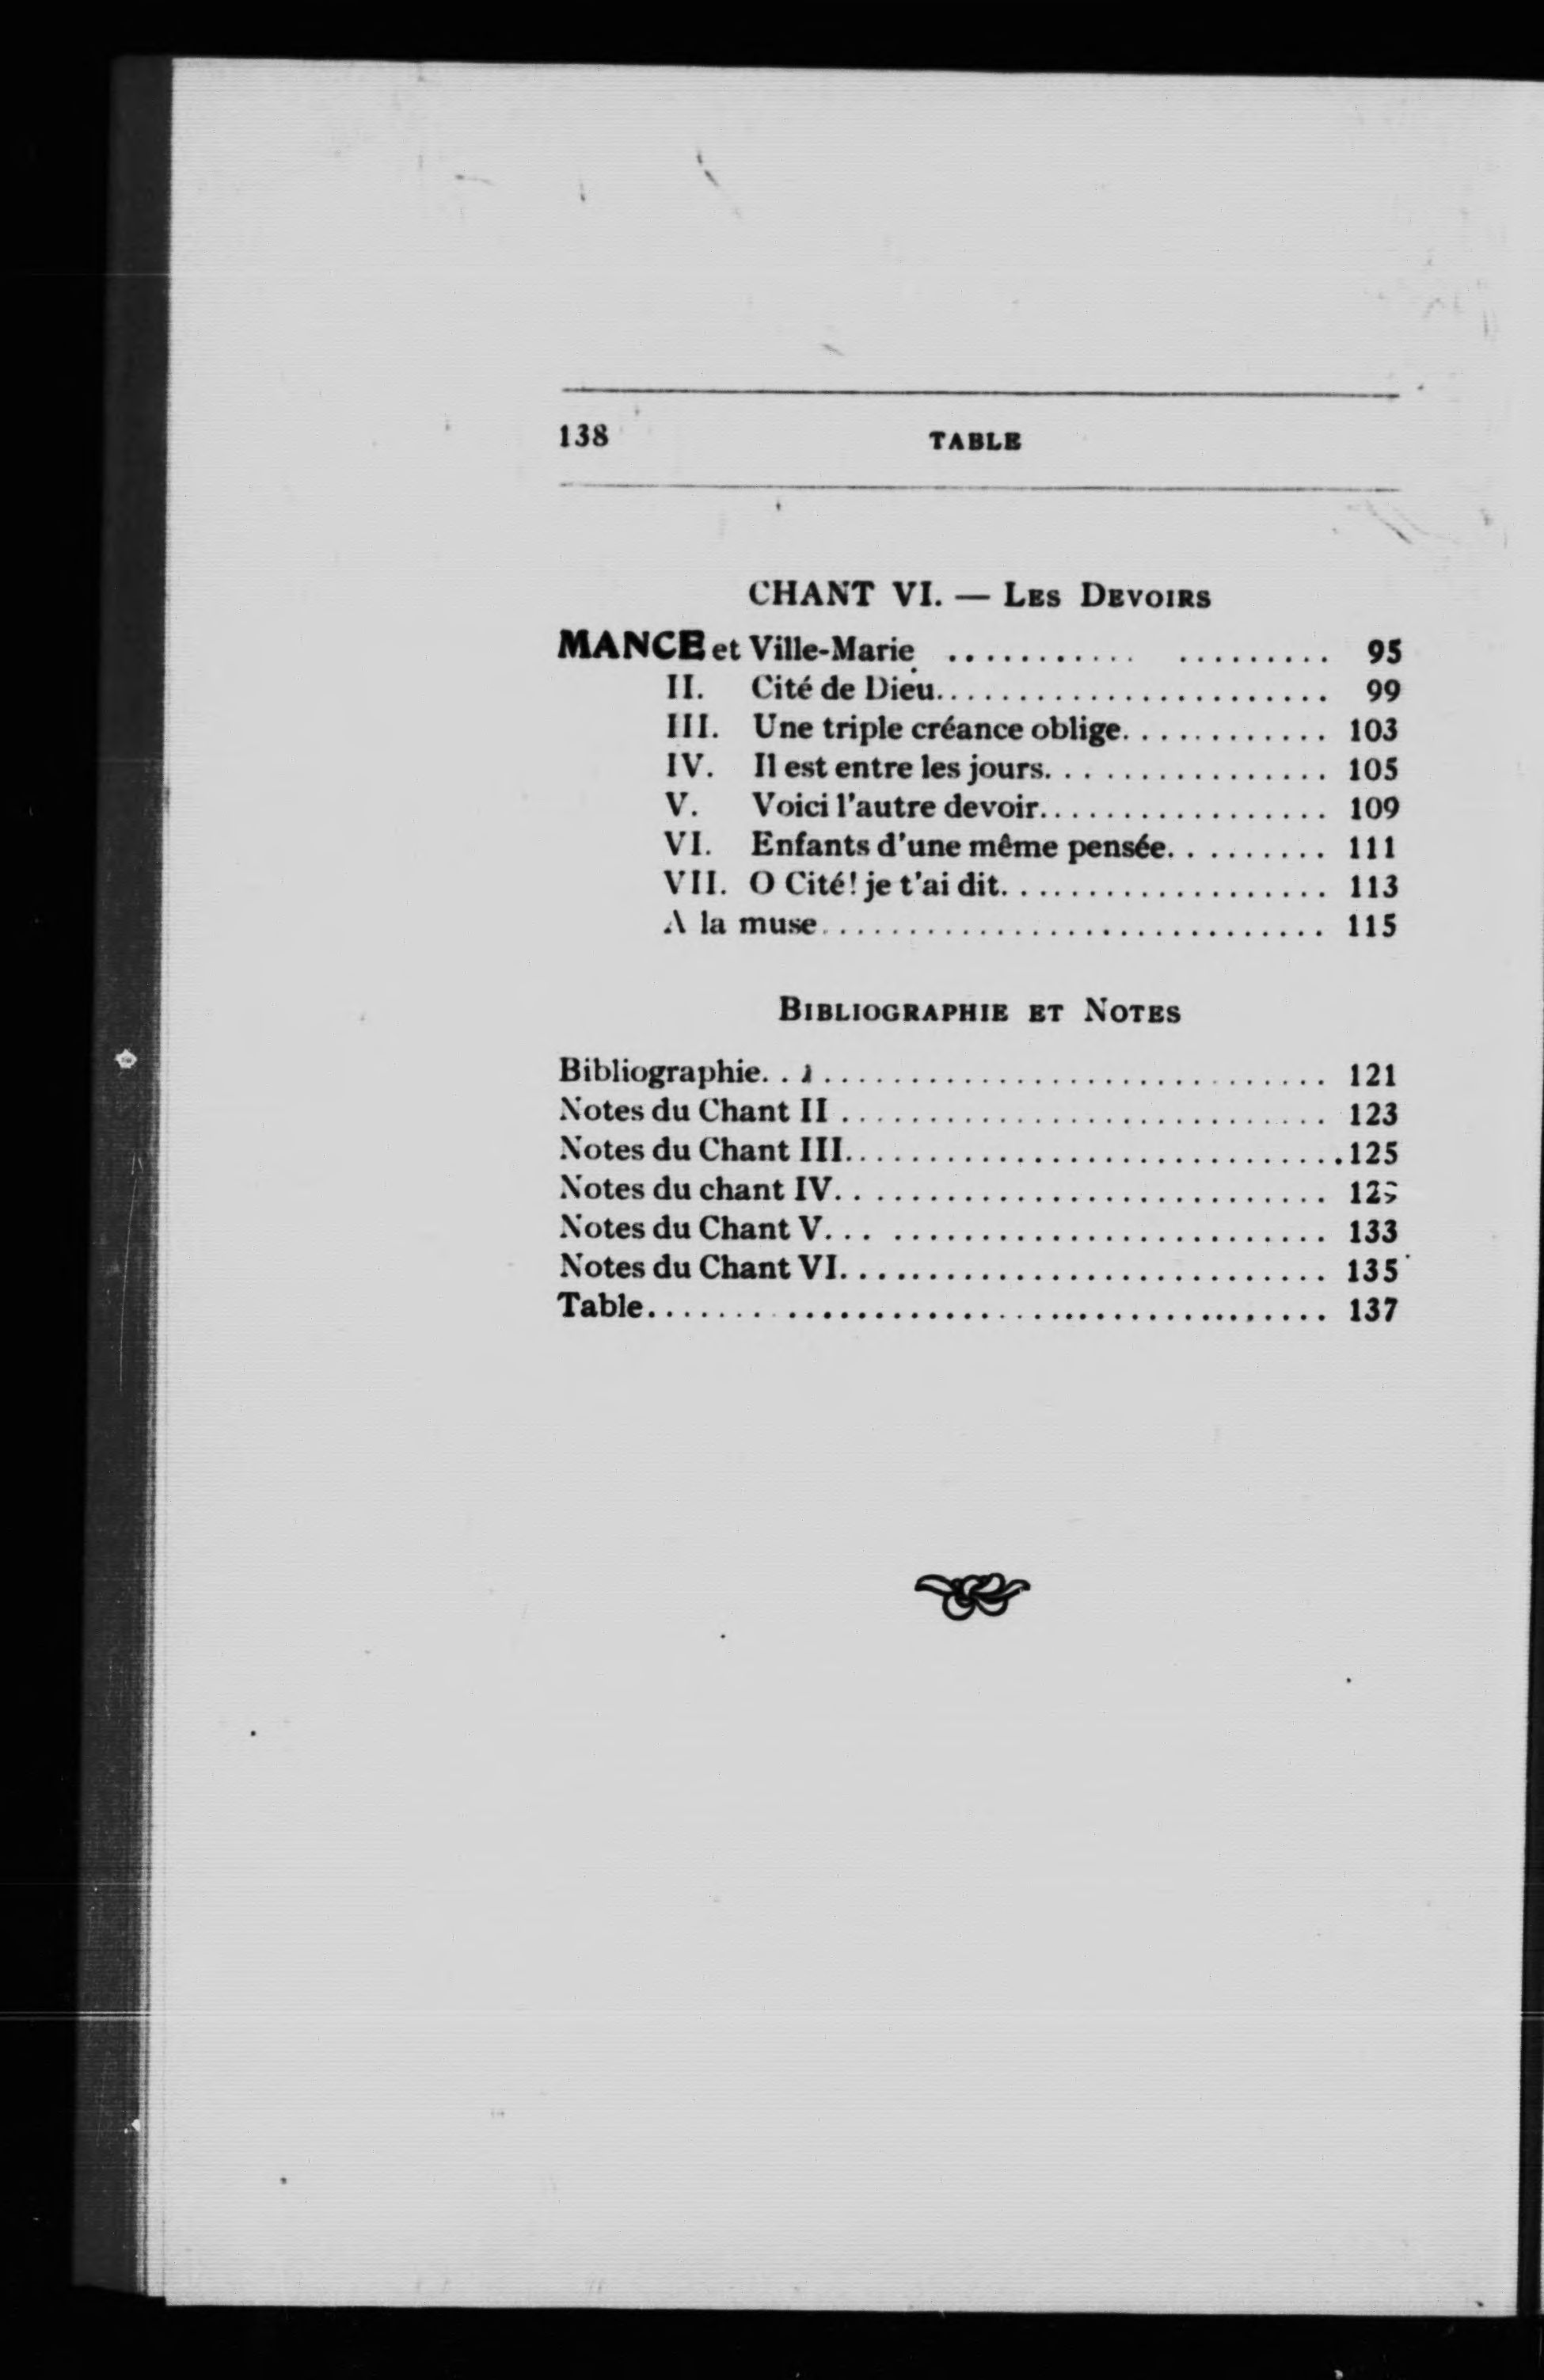 138 TABLE
CHANT VI. — LES DEVOIRS
MANCE et Ville-Marie .................... 95
II. Cité de Dieu........................ 99
III. Une triple créance oblige............. 103
IV. Il est entre les jours................. 105
V. Voici l'autre devoir.................. 109
VI. Enfants d'une même pensée.......... 111
VII. O Cité! je t'ai dit.................... 113
A la muse............................... 115
BIBLIOGRAPHIE ET NOTES
Bibliographie.................................. 121
Notes du Chant II .............................. 123
Notes du Chant III...............................125
Notes du chant IV..............................
Notes du Chant V.............................. 133
Notes du Chant VI.............................. 135
Table.......................................... 137